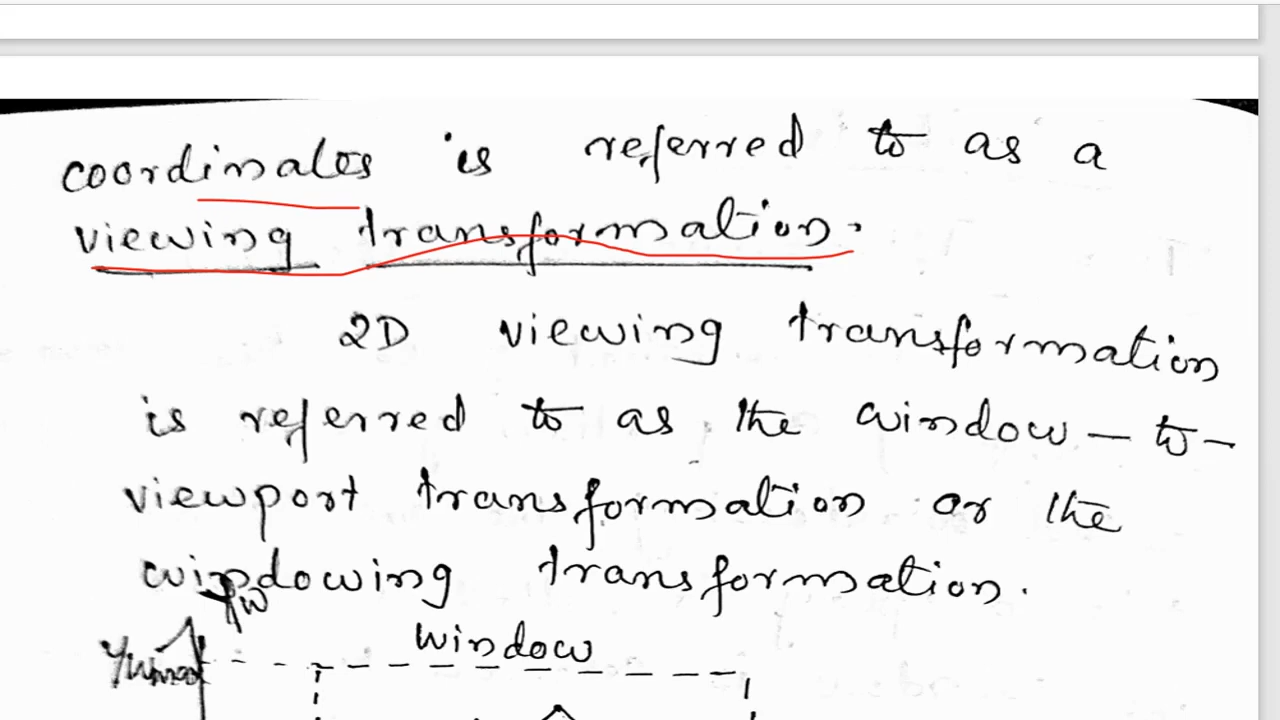 coordinates is referred to as a
viewing transformation.
2D viewing transformation
is referred to as the window-to-
viewport transformation or the
windowing transformation.
window